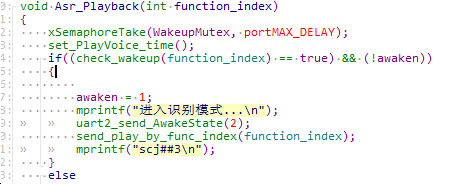 void Asr_Playback(int function_index)
{
xSemaphoreTake(WakeupMutex, portMAX_DELAY);
set_PlayVoice_time();
if((check_wakeup(function_index) == true) && (!awaken))
{
awaken = 1;
mprintf("进入识别模式...\n");
uart2_send_AwakeState(2);
send_play_by_func_index(function_index);
mprintf("scj##3\n");
}
else